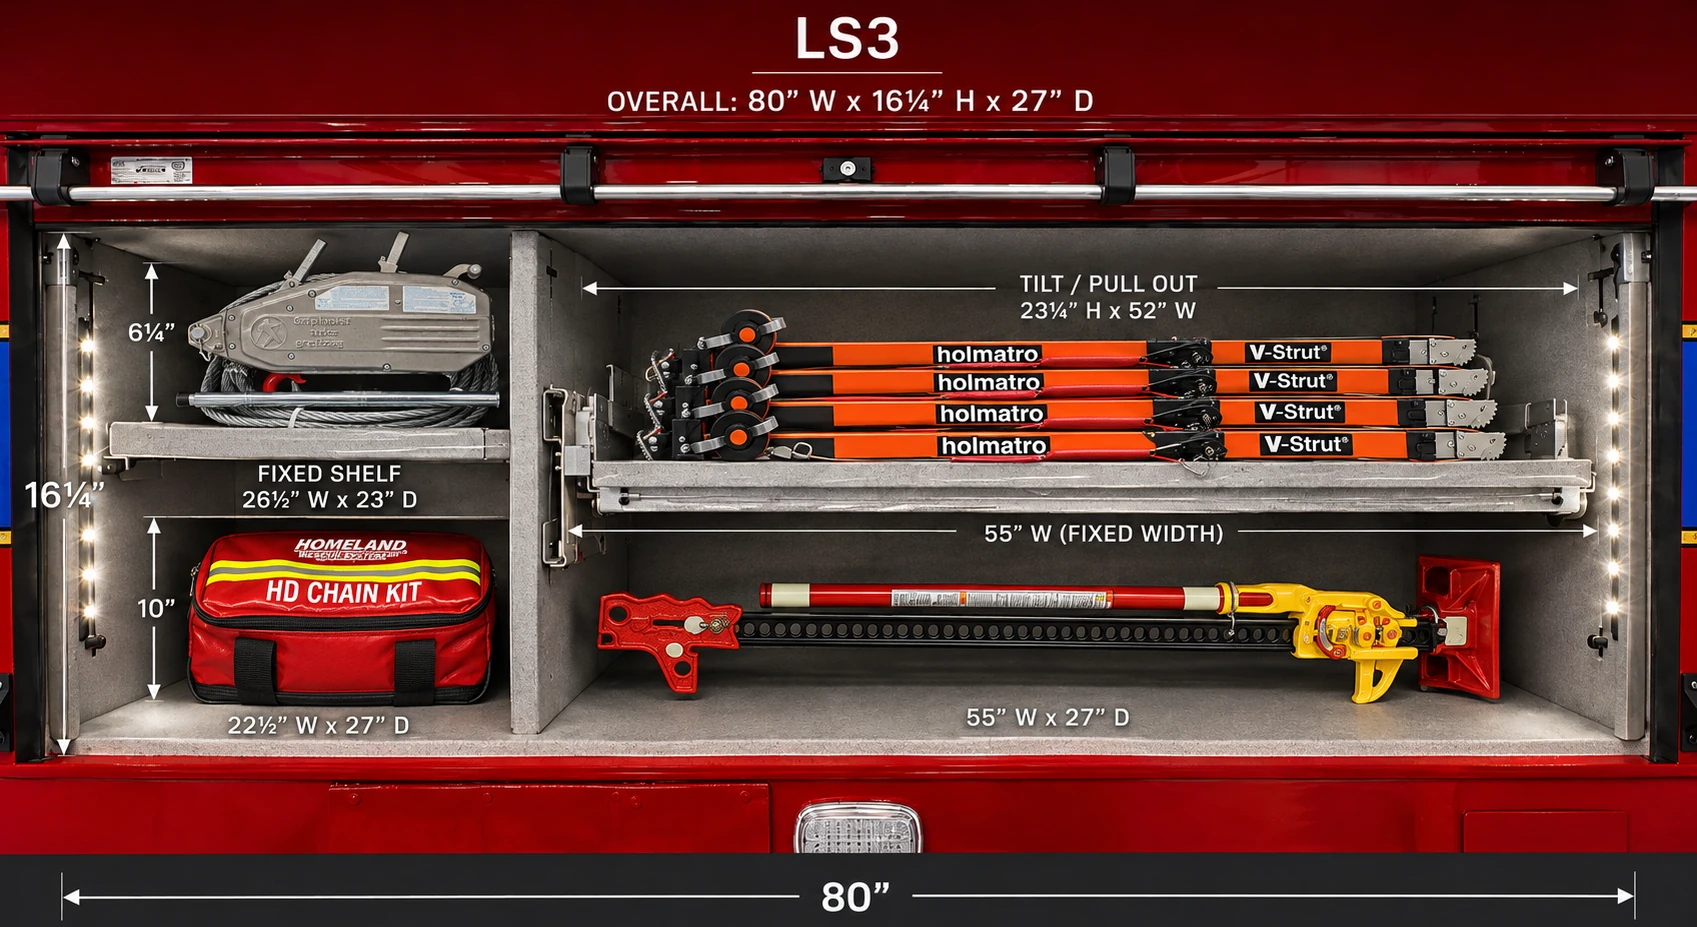 LS3
OVERALL: 80” W x 16¼” H x 27” D
TILT / PULL OUT
23¼” H x 52” W
6¼”
holmatro V-Strut®
holmatro V-Strut®
holmatro V-Strut®
holmatro V-Strut®
FIXED SHELF
26½” W x 23” D
16¼”
55” W (FIXED WIDTH)
HOMELAND
HD CHAIN KIT
10”
22½” W x 27” D
55” W x 27” D
80”